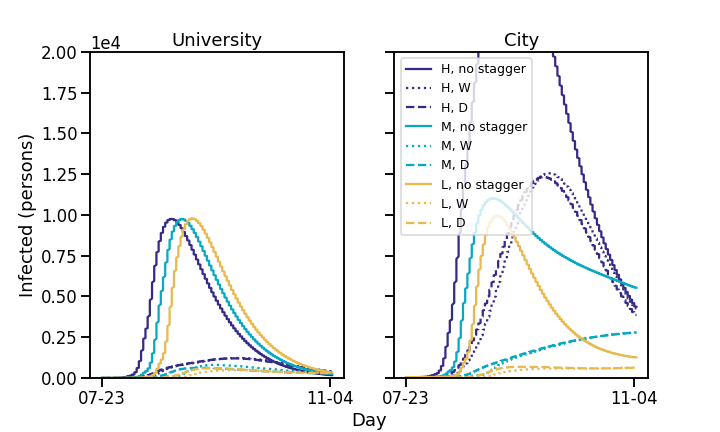 University
City
1e4
2.00
1.75
1.50
1.25
1.00
0.75
0.50
0.25
0.00
Infected (persons)
H, no stagger
H, W
H, D
M, no stagger
M, W
M, D
L, no stagger
L, W
L, D
07-23
11-04
07-23
11-04
Day